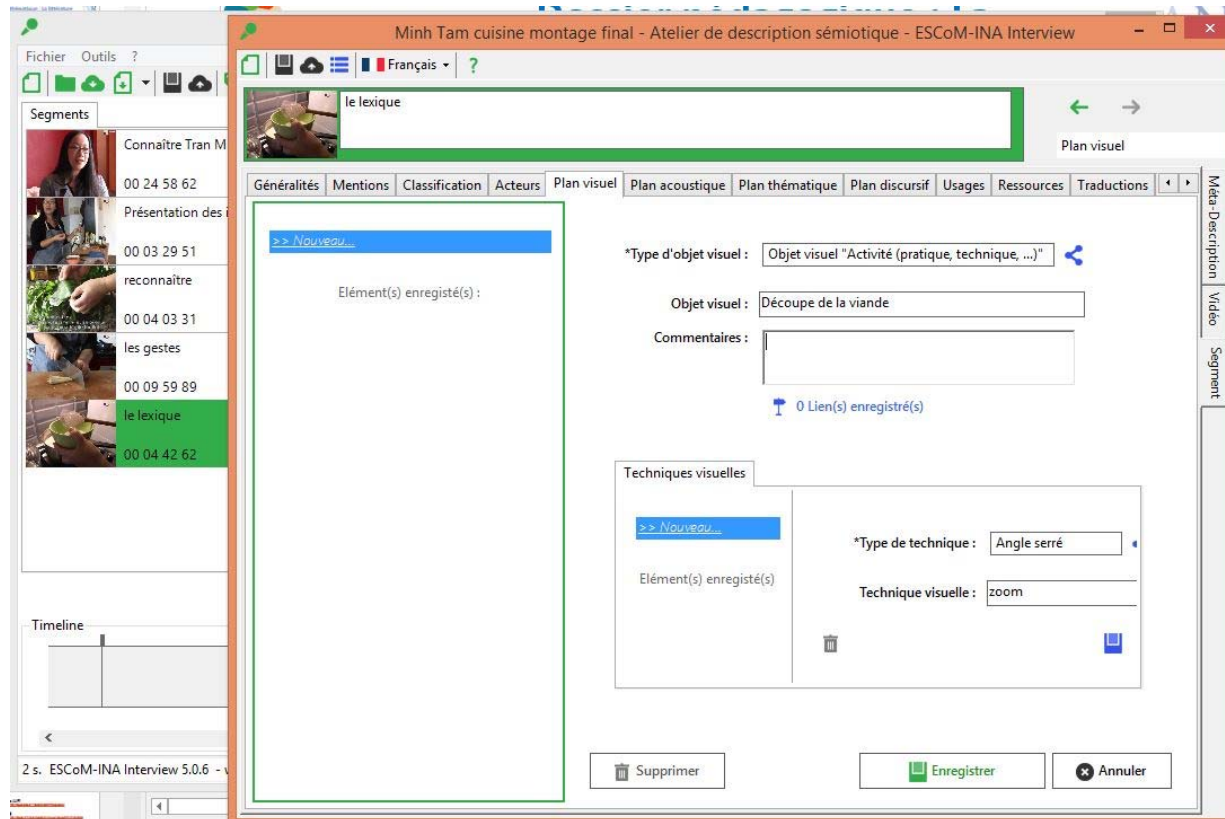 Minh Tam cuisine montage final - Atelier de description sémiotique - ESCoM-INA Interview
Fichier Outils ?
Français ?
Segments
Connaître Tran M
00 24 58 62
Présentation des i
00 03 29 51
reconnaître
00 04 03 31
les gestes
00 09 59 89
le lexique
00 04 42 62
Timeline
2 s. ESCoM-INA Interview 5.0.6 -
le lexique
Plan visuel
Généralités Mentions Classification Acteurs Plan visuel Plan acoustique Plan thématique Plan discursif Usages Ressources Traductions
Méta-Description
Vidéo
Segment
>> Nouveau...
Elément(s) enregisté(s) :
*Type d'objet visuel : Objet visuel "Activité (pratique, technique, ...)"
Objet visuel : Découpe de la viande
Commentaires :
0 Lien(s) enregistré(s)
Techniques visuelles
>> Nouveau...
Elément(s) enregisté(s)
*Type de technique : Angle serré
Technique visuelle : zoom
Supprimer
Enregistrer
Annuler